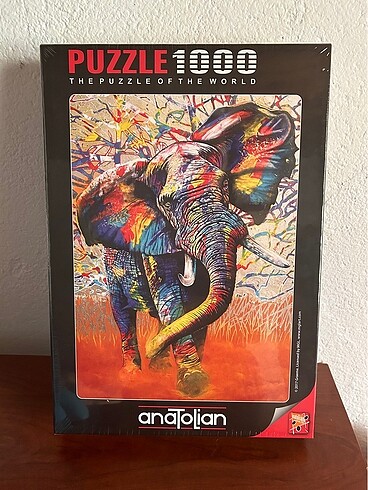 PUZZLE 1000
THE PUZZLE OF THE WORLD
anaTolian